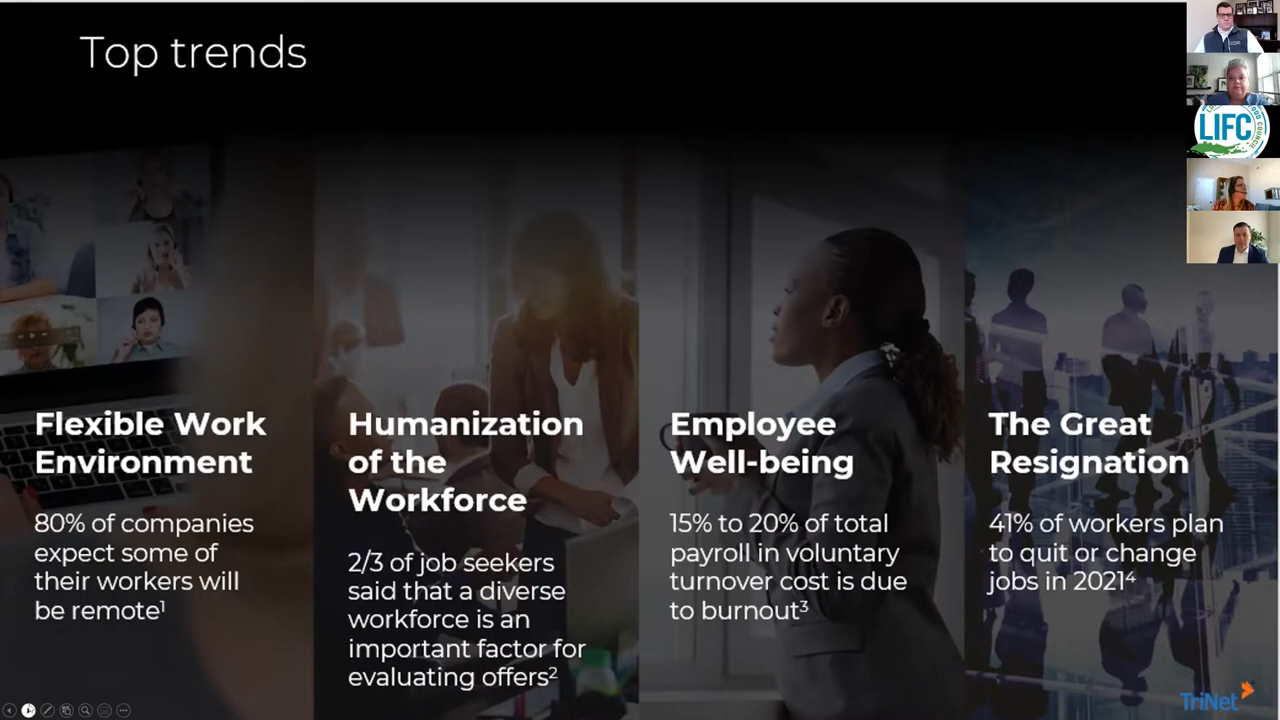 Top trends
Flexible Work
Environment
80% of companies
expect some of
their workers will
be remote¹
Humanization
of the
Workforce
2/3 of job seekers
said that a diverse
workforce is an
important factor for
evaluating offers²
Employee
Well-being
15% to 20% of total
payroll in voluntary
turnover cost is due
to burnout³
The Great
Resignation
41% of workers plan
to quit or change
jobs in 2021⁴
LIFC
TriNet